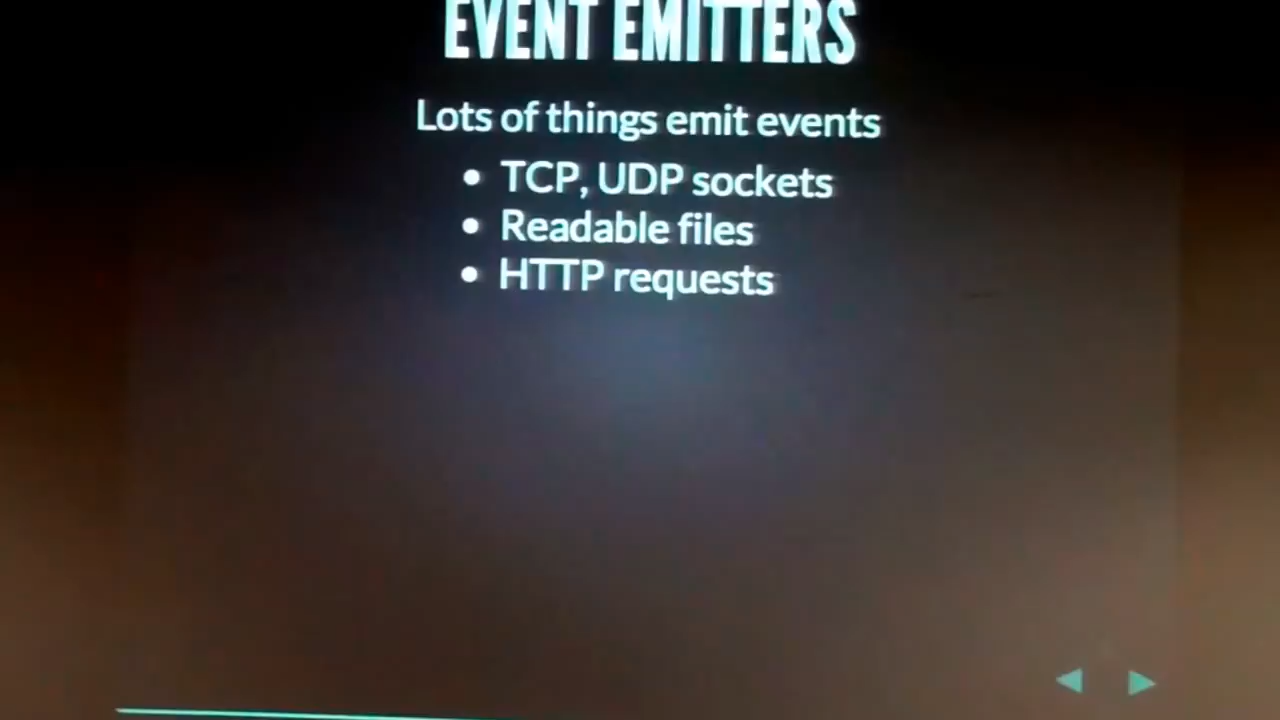 EVENT EMITTERS
Lots of things emit events
• TCP, UDP sockets
• Readable files
• HTTP requests